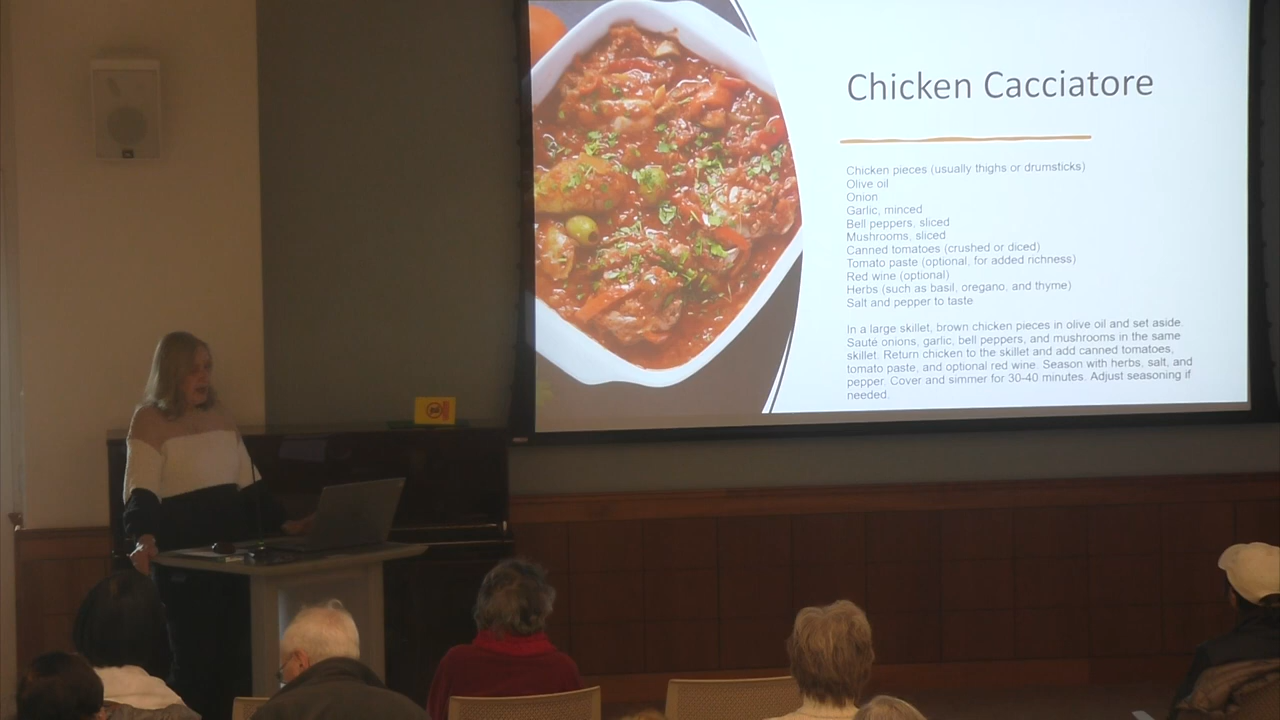 Chicken Cacciatore
Chicken pieces (usually thighs or drumsticks)
Olive oil
Onion
Garlic, minced
Bell peppers, sliced
Mushrooms, sliced
Canned tomatoes (crushed or diced)
Tomato paste (optional, for added richness)
Red wine (optional)
Herbs (such as basil, oregano, and thyme)
Salt and pepper to taste
In a large skillet, brown chicken pieces in olive oil and set aside.
Sauté onions, garlic, bell peppers, and mushrooms in the same
skillet. Return chicken to the skillet and add canned tomatoes,
tomato paste, and optional red wine. Season with herbs, salt, and
pepper. Cover and simmer for 30-40 minutes. Adjust seasoning if
needed.